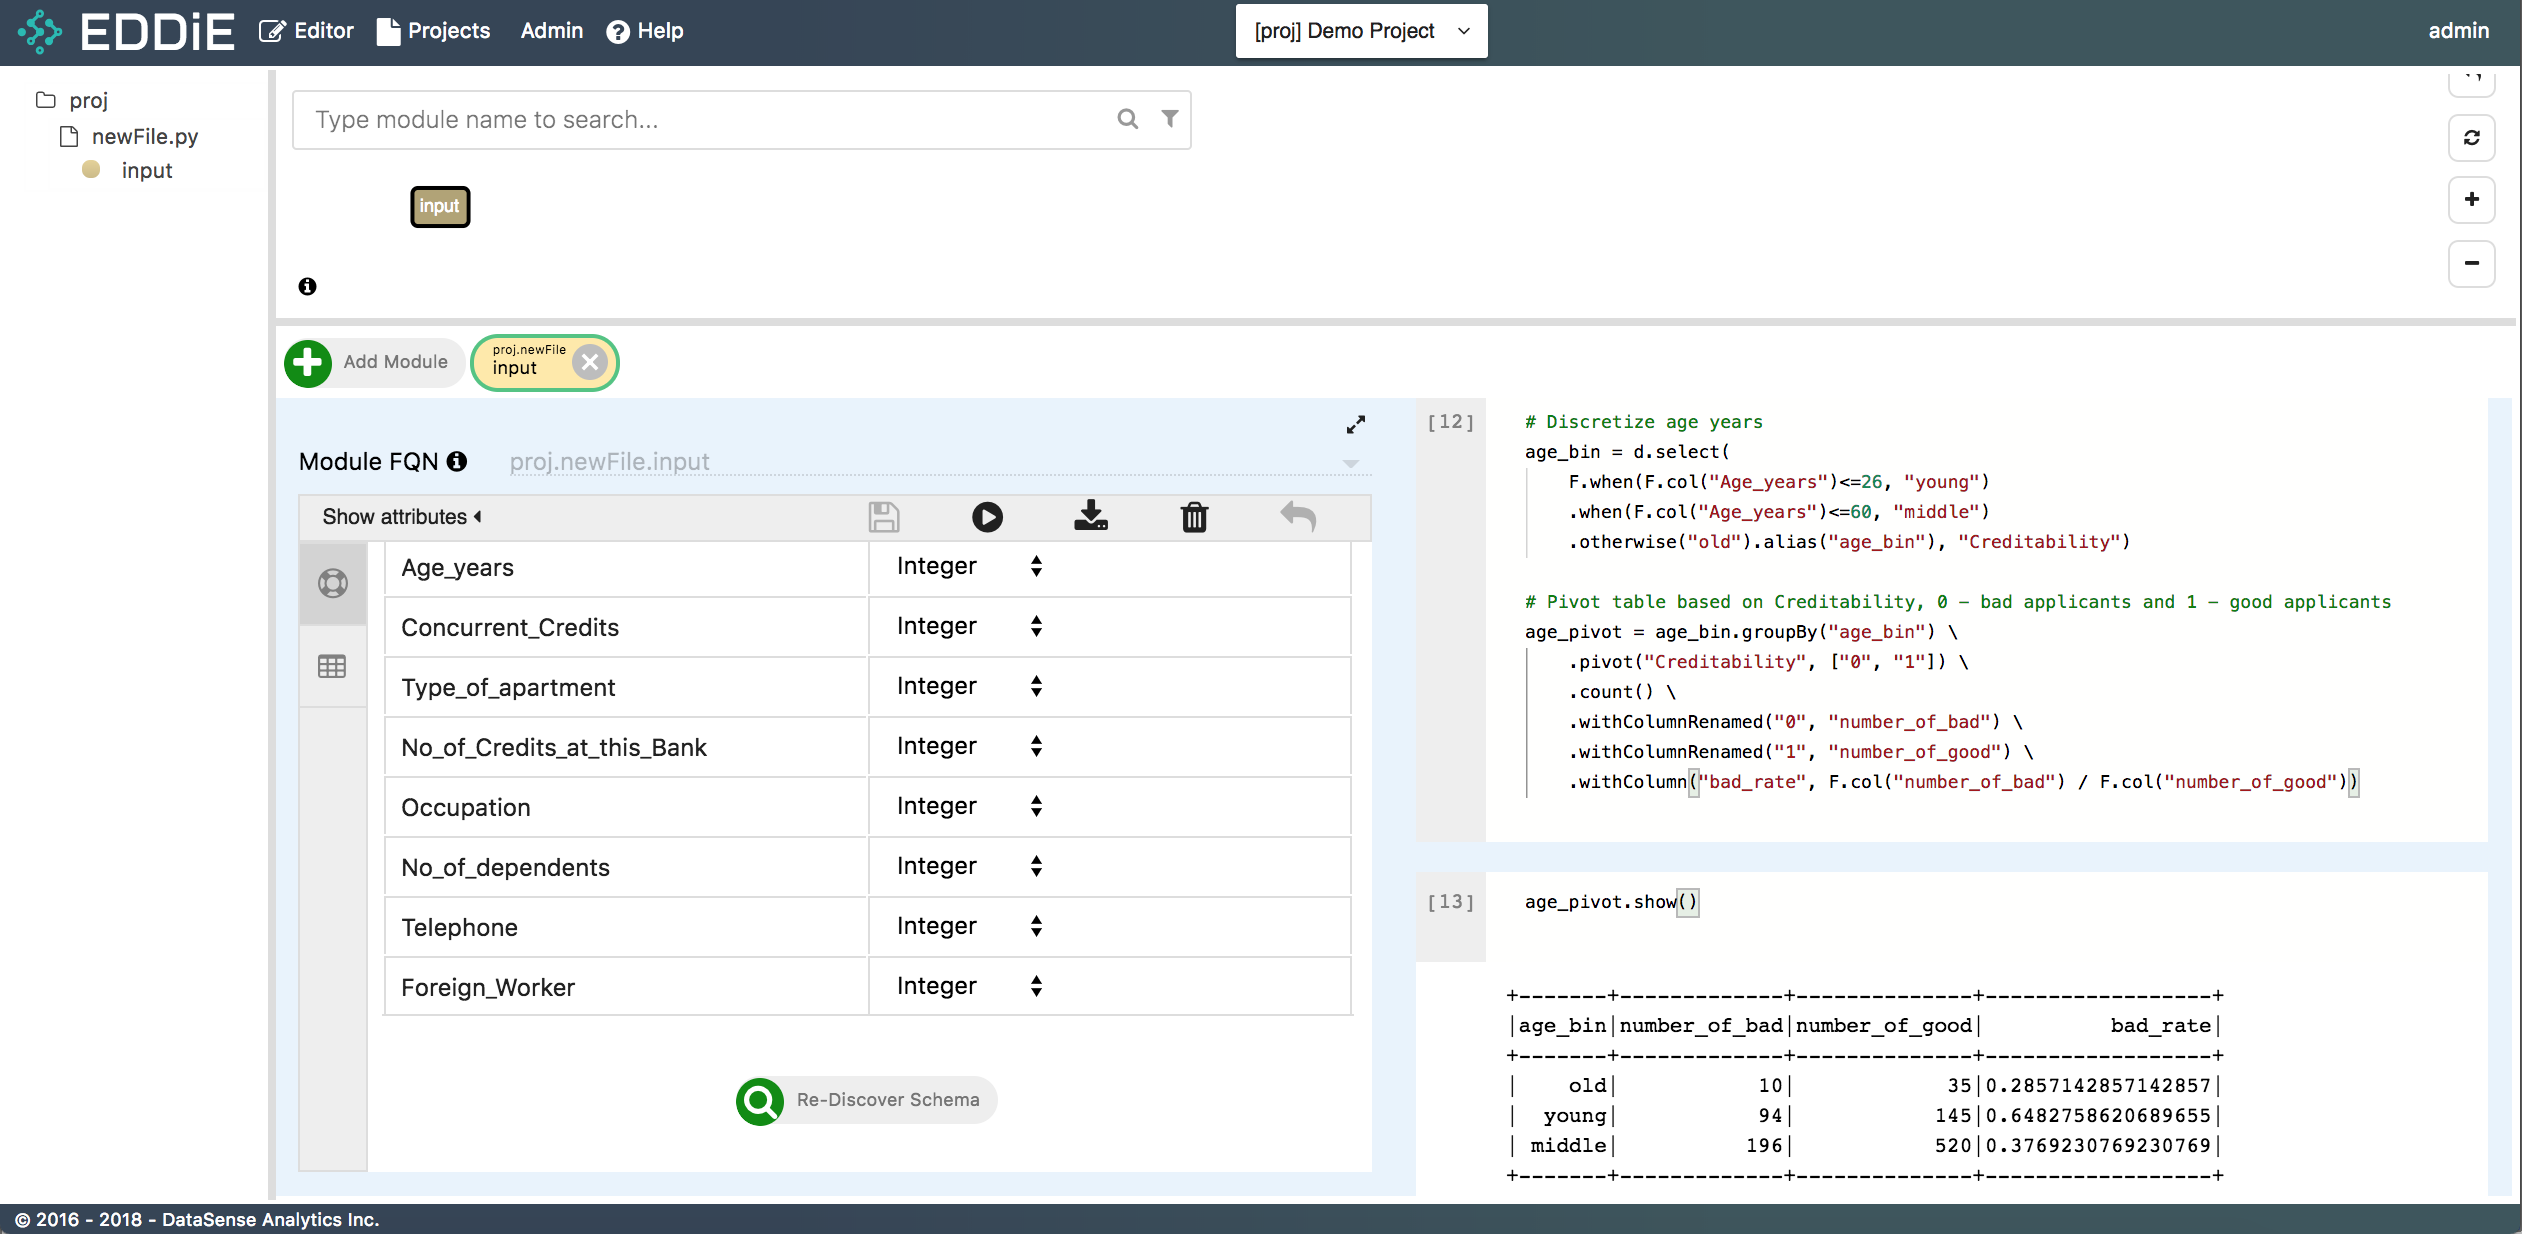 EDDiE Editor Projects Admin Help [proj] Demo Project admin
proj
newFile.py
input
Type module name to search...
input
Add Module
proj.newFile
input
Module FQN proj.newFile.input
Show attributes
Age_years Integer
Concurrent_Credits Integer
Type_of_apartment Integer
No_of_Credits_at_this_Bank Integer
Occupation Integer
No_of_dependents Integer
Telephone Integer
Foreign_Worker Integer
Re-Discover Schema
[12]
# Discretize age years
age_bin = d.select(
    F.when(F.col("Age_years")<=26, "young")
    .when(F.col("Age_years")<=60, "middle")
    .otherwise("old").alias("age_bin"), "Creditability")
# Pivot table based on Creditability, 0 – bad applicants and 1 – good applicants
age_pivot = age_bin.groupBy("age_bin") \
    .pivot("Creditability", ["0", "1"]) \
    .count() \
    .withColumnRenamed("0", "number_of_bad") \
    .withColumnRenamed("1", "number_of_good") \
    .withColumn("bad_rate", F.col("number_of_bad") / F.col("number_of_good"))
[13] age_pivot.show()
+-------+-------------+--------------+------------------+
|age_bin|number_of_bad|number_of_good|          bad_rate|
+-------+-------------+--------------+------------------+
|    old|           10|            35|0.2857142857142857|
|  young|           94|           145|0.6482758620689655|
| middle|          196|           520|0.3769230769230769|
+-------+-------------+--------------+------------------+
© 2016 - 2018 - DataSense Analytics Inc.